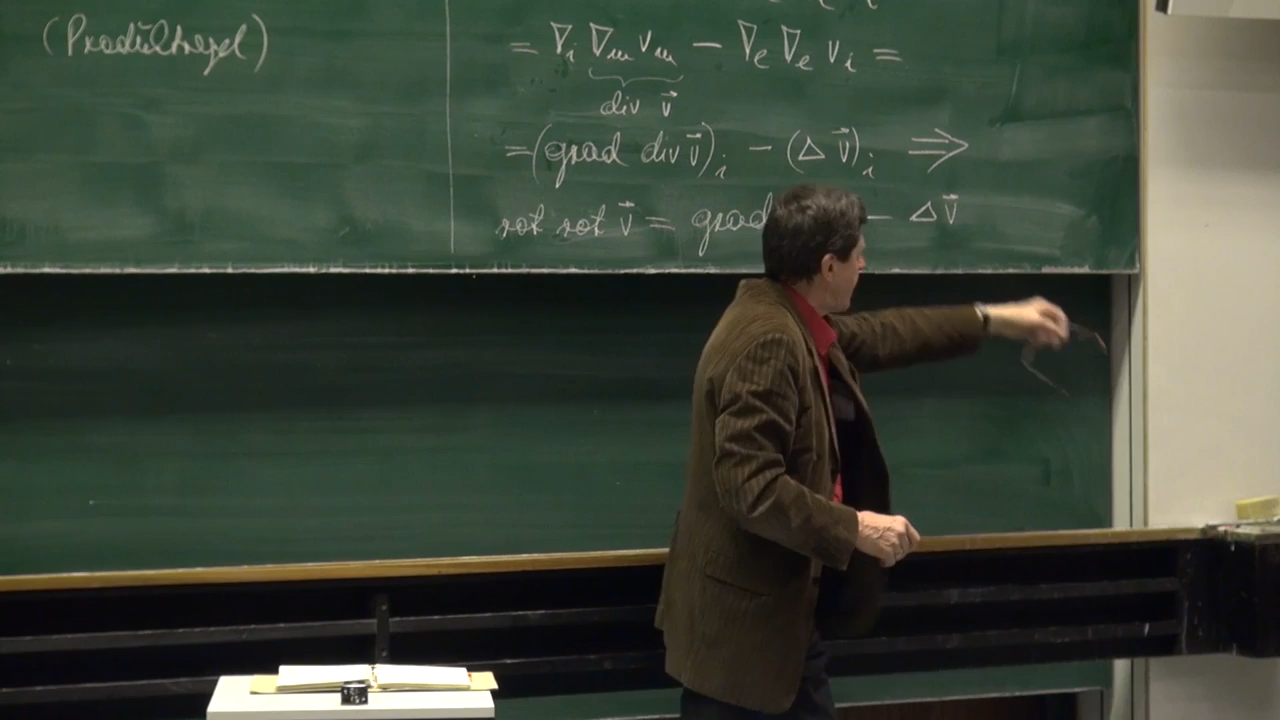 (Produktregel)
= ∇ᵢ ∇ₘ vₘ − ∇ₑ ∇ₑ vᵢ =
div v⃗
= (grad div v⃗)ᵢ − (Δ v⃗)ᵢ ⇒
rot rot v⃗ = grad − Δ v⃗